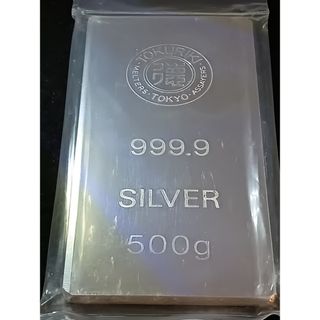 TOKURIKI
MELTERS · TOKYO · ASSAYERS
999.9
SILVER
500g